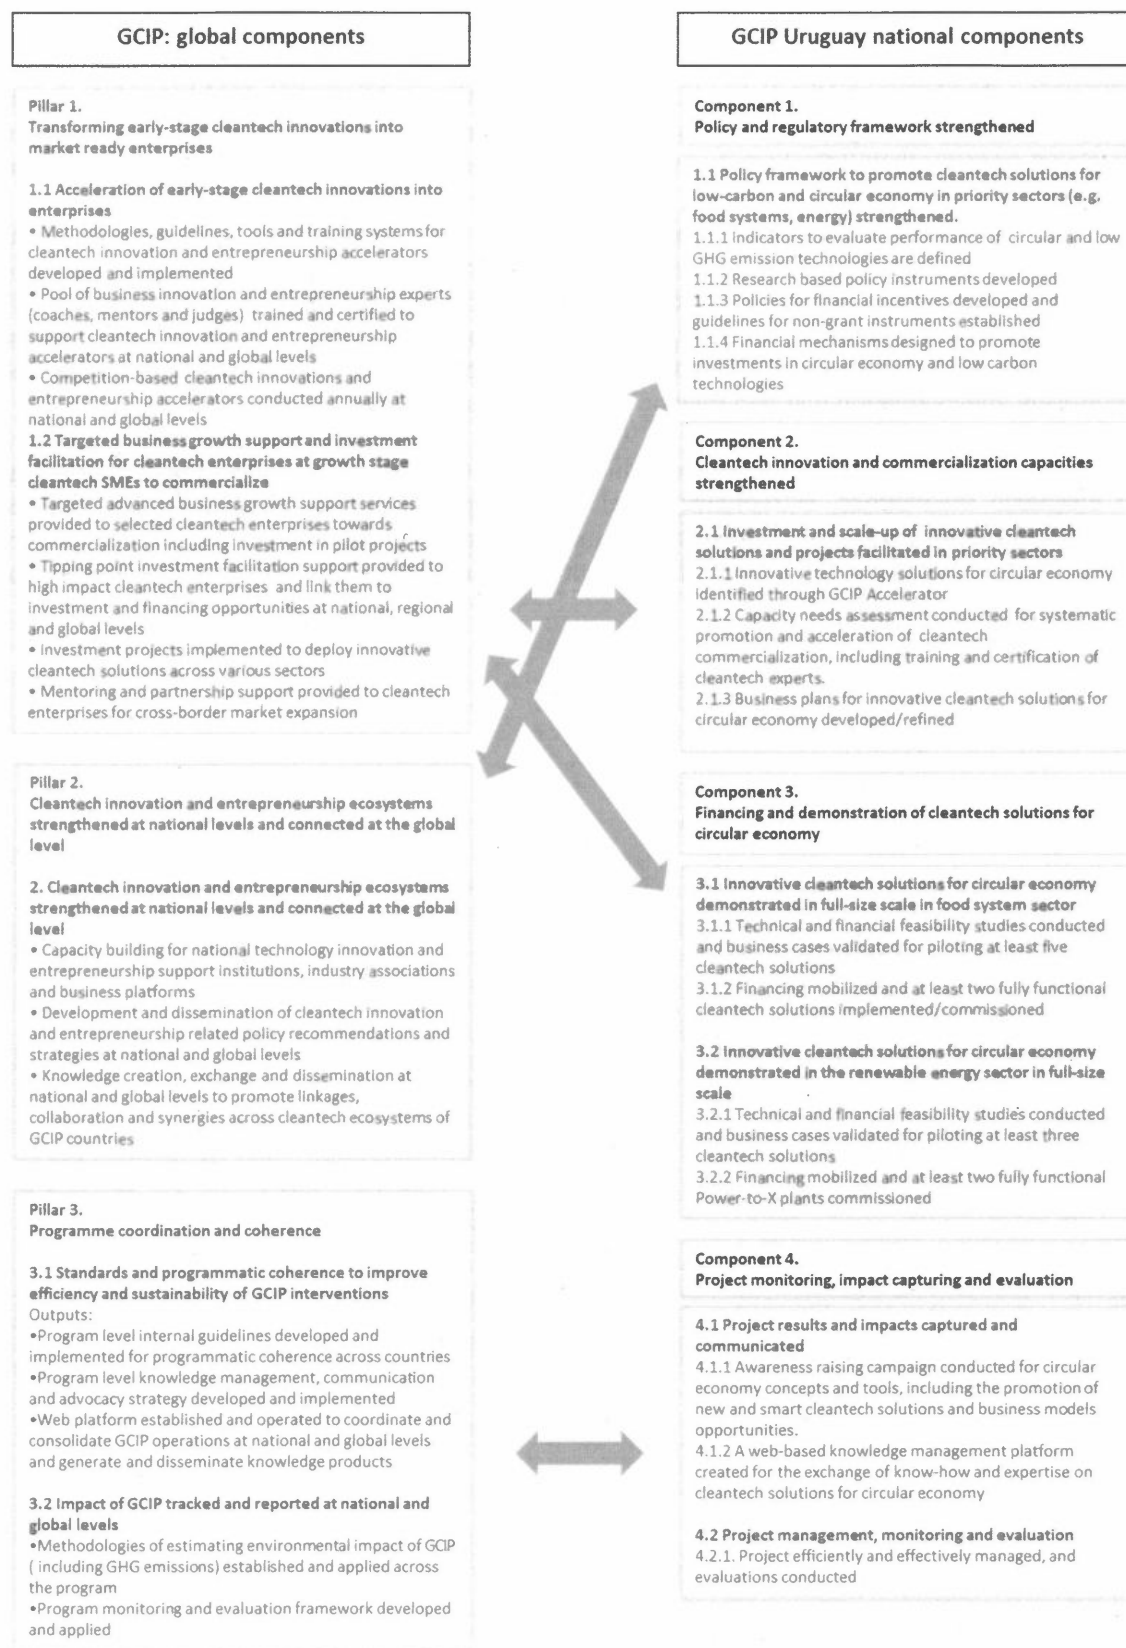 GCIP: global components
Pillar 1.
Transforming early-stage cleantech innovations into
market ready enterprises
1.1 Acceleration of early-stage cleantech innovations into
enterprises
• Methodologies, guidelines, tools and training systems for
cleantech innovation and entrepreneurship accelerators
developed and implemented
• Pool of business innovation and entrepreneurship experts
(coaches, mentors and judges) trained and certified to
support cleantech innovation and entrepreneurship
accelerators at national and global levels
• Competition-based cleantech innovations and
entrepreneurship accelerators conducted annually at
national and global levels
1.2 Targeted business growth support and investment
facilitation for cleantech enterprises at growth stage
cleantech SMEs to commercialize
• Targeted advanced business growth support services
provided to selected cleantech enterprises towards
commercialization including investment in pilot projects
• Tipping point investment facilitation support provided to
high impact cleantech enterprises and link them to
investment and financing opportunities at national, regional
and global levels
• Investment projects implemented to deploy innovative
cleantech solutions across various sectors
• Mentoring and partnership support provided to cleantech
enterprises for cross-border market expansion
Pillar 2.
Cleantech innovation and entrepreneurship ecosystems
strengthened at national levels and connected at the global
level
2. Cleantech innovation and entrepreneurship ecosystems
strengthened at national levels and connected at the global
level
• Capacity building for national technology innovation and
entrepreneurship support institutions, industry associations
and business platforms
• Development and dissemination of cleantech innovation
and entrepreneurship related policy recommendations and
strategies at national and global levels
• Knowledge creation, exchange and dissemination at
national and global levels to promote linkages,
collaboration and synergies across cleantech ecosystems of
GCIP countries
Pillar 3.
Programme coordination and coherence
3.1 Standards and programmatic coherence to improve
efficiency and sustainability of GCIP interventions
Outputs:
•Program level internal guidelines developed and
implemented for programmatic coherence across countries
•Program level knowledge management, communication
and advocacy strategy developed and implemented
•Web platform established and operated to coordinate and
consolidate GCIP operations at national and global levels
and generate and disseminate knowledge products
3.2 Impact of GCIP tracked and reported at national and
global levels
•Methodologies of estimating environmental impact of GCIP
( including GHG emissions) established and applied across
the program
•Program monitoring and evaluation framework developed
and applied
GCIP Uruguay national components
Component 1.
Policy and regulatory framework strengthened
1.1 Policy framework to promote cleantech solutions for
low-carbon and circular economy in priority sectors (e.g.
food systems, energy) strengthened.
1.1.1 Indicators to evaluate performance of circular and low
GHG emission technologies are defined
1.1.2 Research based policy instruments developed
1.1.3 Policies for financial incentives developed and
guidelines for non-grant instruments established
1.1.4 Financial mechanisms designed to promote
investments in circular economy and low carbon
technologies
Component 2.
Cleantech innovation and commercialization capacities
strengthened
2.1 Investment and scale-up of innovative cleantech
solutions and projects facilitated in priority sectors
2.1.1 Innovative technology solutions for circular economy
identified through GCIP Accelerator
2.1.2 Capacity needs assessment conducted for systematic
promotion and acceleration of cleantech
commercialization, including training and certification of
cleantech experts.
2.1.3 Business plans for innovative cleantech solutions for
circular economy developed/refined
Component 3.
Financing and demonstration of cleantech solutions for
circular economy
3.1 Innovative cleantech solutions for circular economy
demonstrated in full-size scale in food system sector
3.1.1 Technical and financial feasibility studies conducted
and business cases validated for piloting at least five
cleantech solutions
3.1.2 Financing mobilized and at least two fully functional
cleantech solutions implemented/commissioned
3.2 Innovative cleantech solutions for circular economy
demonstrated in the renewable energy sector in full-size
scale
3.2.1 Technical and financial feasibility studies conducted
and business cases validated for piloting at least three
cleantech solutions
3.2.2 Financing mobilized and at least two fully functional
Power-to-X plants commissioned
Component 4.
Project monitoring, impact capturing and evaluation
4.1 Project results and impacts captured and
communicated
4.1.1 Awareness raising campaign conducted for circular
economy concepts and tools, including the promotion of
new and smart cleantech solutions and business models
opportunities.
4.1.2 A web-based knowledge management platform
created for the exchange of know-how and expertise on
cleantech solutions for circular economy
4.2 Project management, monitoring and evaluation
4.2.1. Project efficiently and effectively managed, and
evaluations conducted